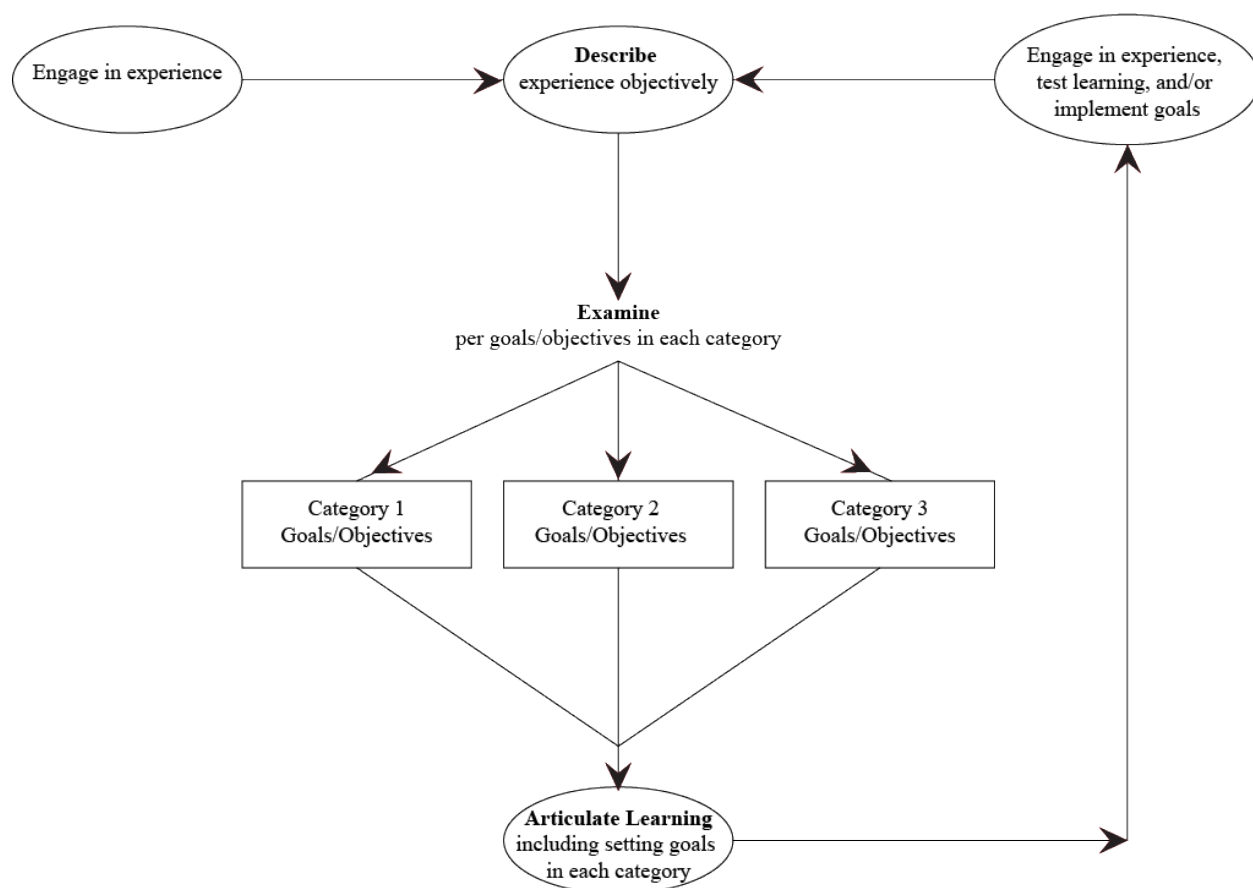 Engage in experience
Describe
experience objectively
Engage in experience,
test learning, and/or
implement goals
Examine
per goals/objectives in each category
Category 1
Goals/Objectives
Category 2
Goals/Objectives
Category 3
Goals/Objectives
Articulate Learning
including setting goals
in each category